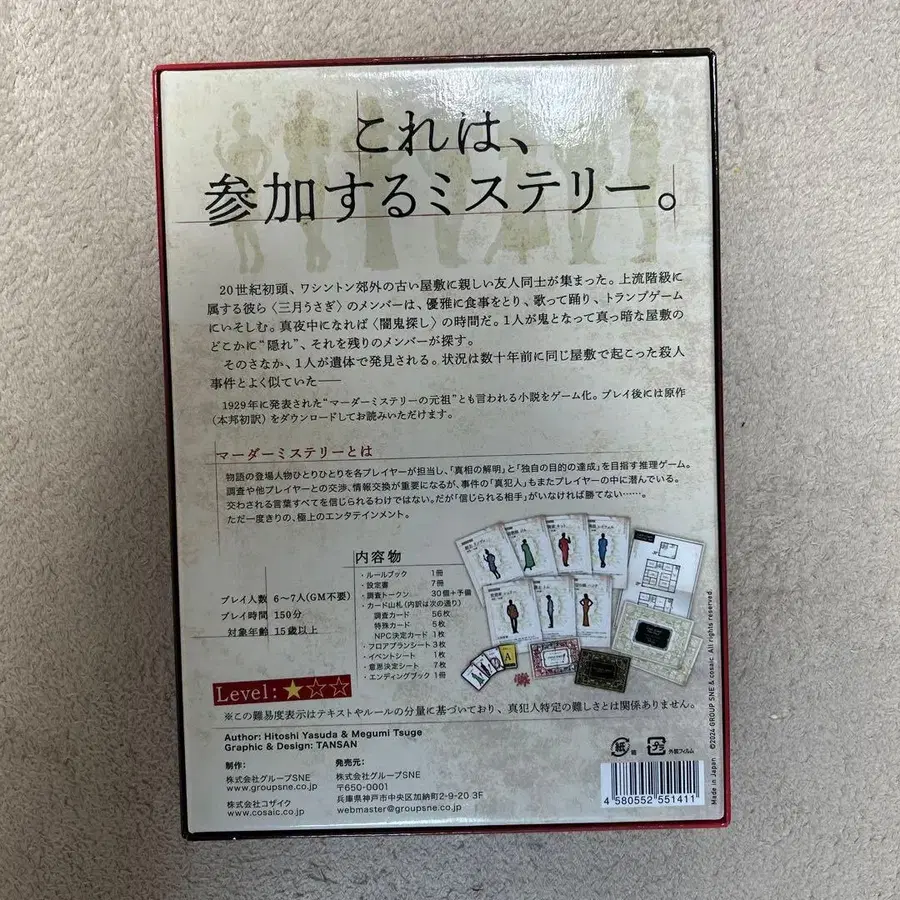 これは、
参加するミステリー。
20世紀初頭、ワシントン郊外の古い屋敷に親しい友人同士が集まった。上流階級に
属する彼ら〈三月うさぎ〉のメンバーは、優雅に食事をとり、歌って踊り、トランプゲーム
にいそしむ。真夜中になれば〈闇鬼探し〉の時間だ。1人が鬼となって真っ暗な屋敷の
どこかに“隠れ”、それを残りのメンバーが探す。
そのさなか、1人が遺体で発見される。状況は数十年前に同じ屋敷で起こった殺人
事件とよく似ていた──
1929年に発表された“マーダーミステリーの元祖”とも言われる小説をゲーム化。プレイ後には原作
（本邦初訳）をダウンロードしてお読みいただけます。
マーダーミステリーとは
物語の登場人物ひとりひとりを各プレイヤーが担当し、「真相の解明」と「独自の目的の達成」を目指す推理ゲーム。
調査や他プレイヤーとの交渉、情報交換が重要になるが、事件の「真犯人」もまたプレイヤーの中に潜んでいる。
交わされる言葉すべてを信じられるわけではない。だが「信じられる相手」がいなければ勝てない……。
ただ一度きりの、極上のエンタテインメント。
プレイ人数 6～7人(GM不要)
プレイ時間 150分
対象年齢 15歳以上
Level:★☆☆
内容物
・ルールブック 1冊
・設定書 7冊
・調査トークン 30個＋予備
・カード山札（内訳は次の通り）
調査カード 56枚
特殊カード 5枚
NPC決定カード 1枚
・フロアプランシート 3枚
・イベントシート 1枚
・意思決定シート 7枚
・エンディングブック 1冊
※この難易度表示はテキストやルールの分量に基づいており、真犯人特定の難しさとは関係ありません。
Author: Hitoshi Yasuda & Megumi Tsuge
Graphic & Design: TANSAN
制作：
株式会社グループSNE
www.groupsne.co.jp
株式会社コザイク
www.cosaic.co.jp
発売元：
株式会社グループSNE
〒650-0001
兵庫県神戸市中央区加納町2-9-20 3F
webmaster@groupsne.com
紙 箱
プラ 外装フィルム
4 580552 551411
Made in Japan ©2024 GROUP SNE & cosaic All rights reserved.